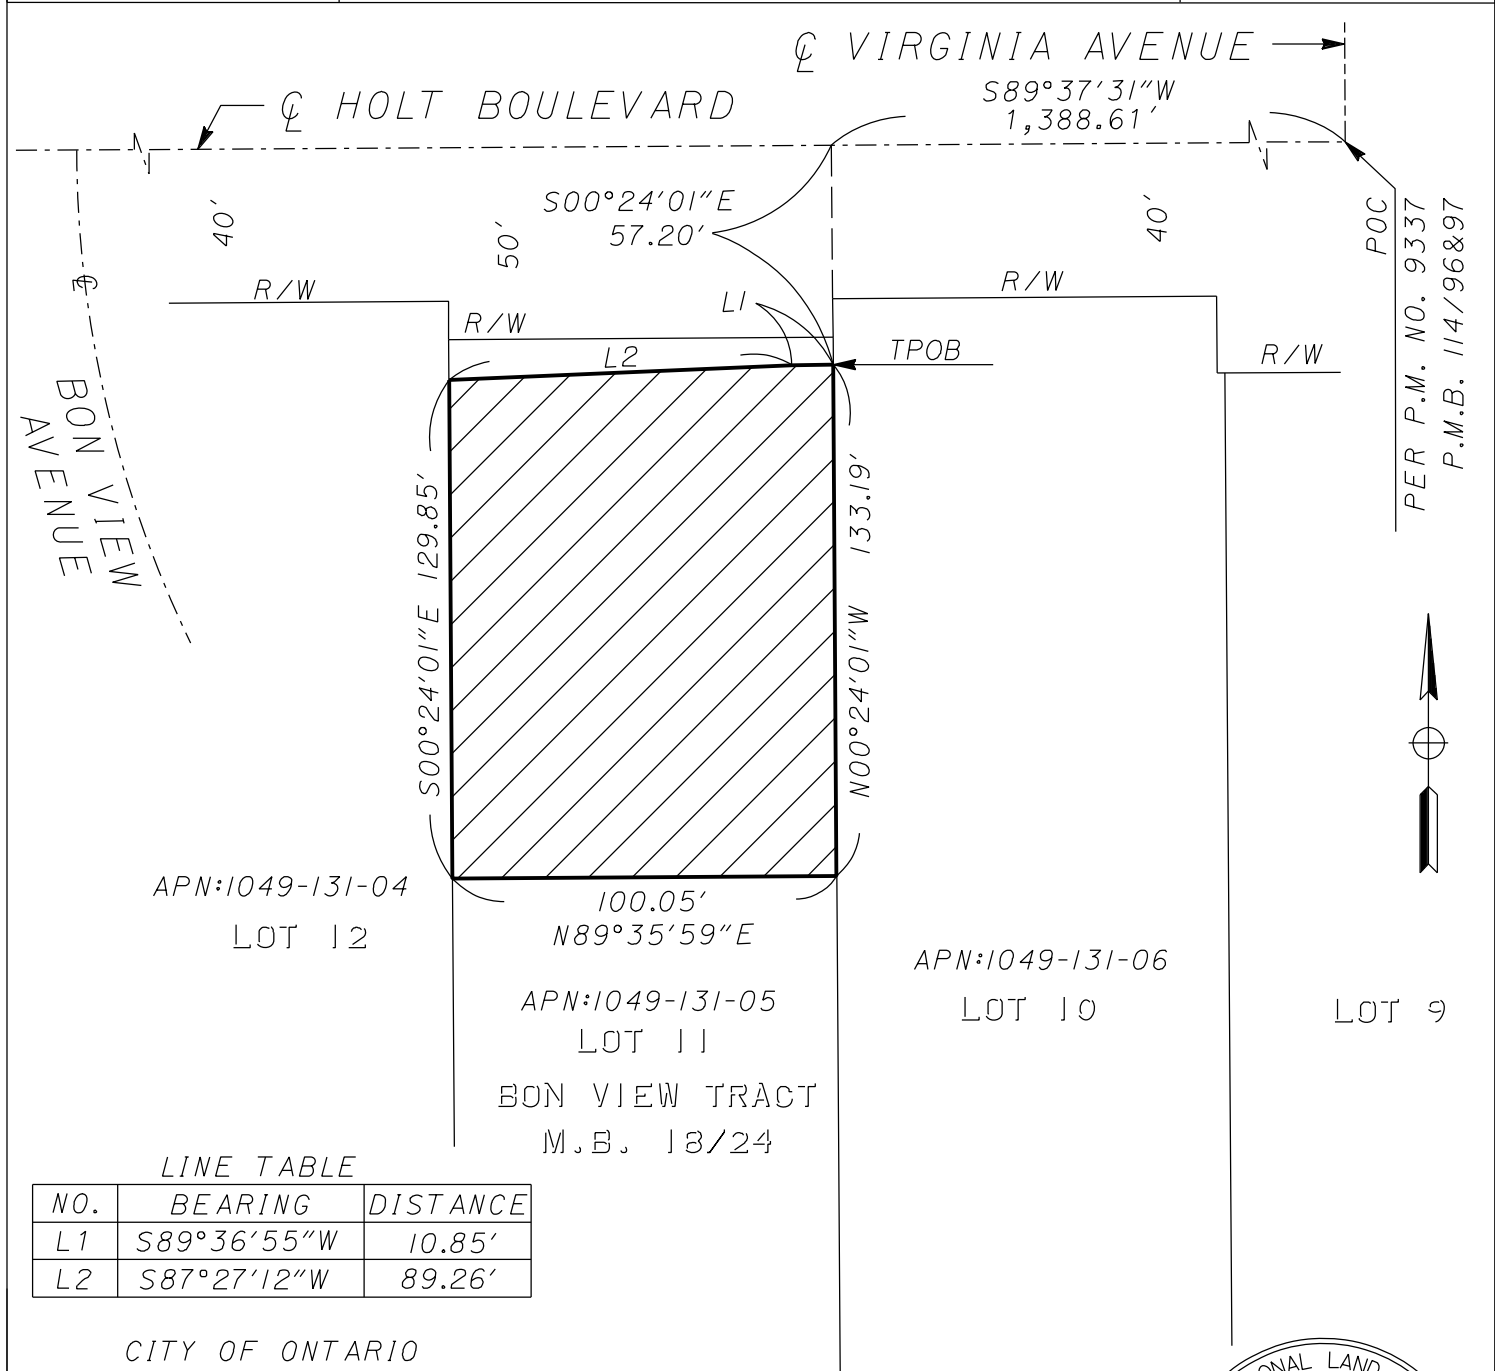 ℄ VIRGINIA AVENUE
S89°37'31"W
1,388.61'
℄ HOLT BOULEVARD
S00°24'01"E
57.20'
40'
50'
40'
POC
PER P.M. NO. 9337
P.M.B. 114/96&97
R/W
R/W
R/W
R/W
L1
L2
TPOB
℄
BON VIEW
AVENUE
S00°24'01"E 129.85'
N00°24'01"W 133.19'
100.05'
N89°35'59"E
APN:1049-131-04
LOT 12
APN:1049-131-05
LOT 11
BON VIEW TRACT
M.B. 18/24
APN:1049-131-06
LOT 10
LOT 9
LINE TABLE
NO. BEARING DISTANCE
L1 S89°36'55"W 10.85'
L2 S87°27'12"W 89.26'
CITY OF ONTARIO
LAND